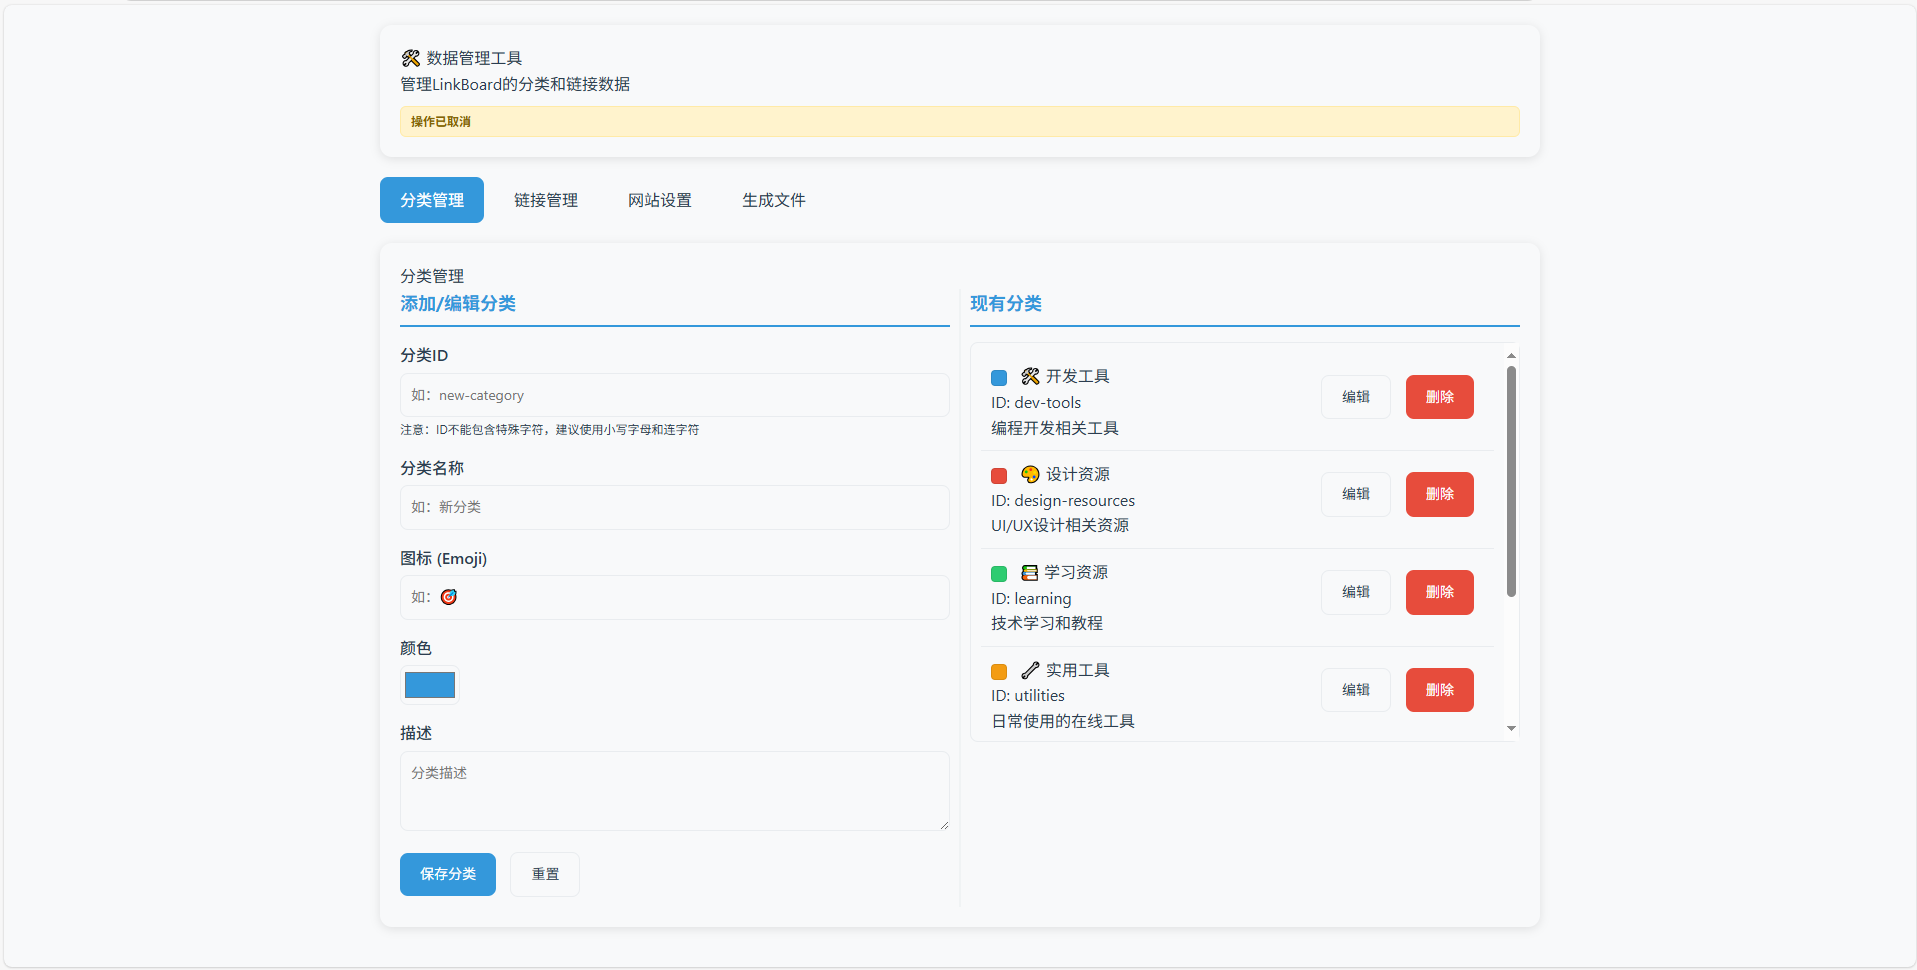 🛠 数据管理工具
管理LinkBoard的分类和链接数据
操作已取消
分类管理
链接管理
网站设置
生成文件
分类管理
添加/编辑分类
分类ID
如：new-category
注意：ID不能包含特殊字符，建议使用小写字母和连字符
分类名称
如：新分类
图标 (Emoji)
如：🎯
颜色
描述
分类描述
保存分类
重置
现有分类
🛠 开发工具
ID: dev-tools
编程开发相关工具
编辑
删除
🎨 设计资源
ID: design-resources
UI/UX设计相关资源
编辑
删除
📚 学习资源
ID: learning
技术学习和教程
编辑
删除
🔧 实用工具
ID: utilities
日常使用的在线工具
编辑
删除